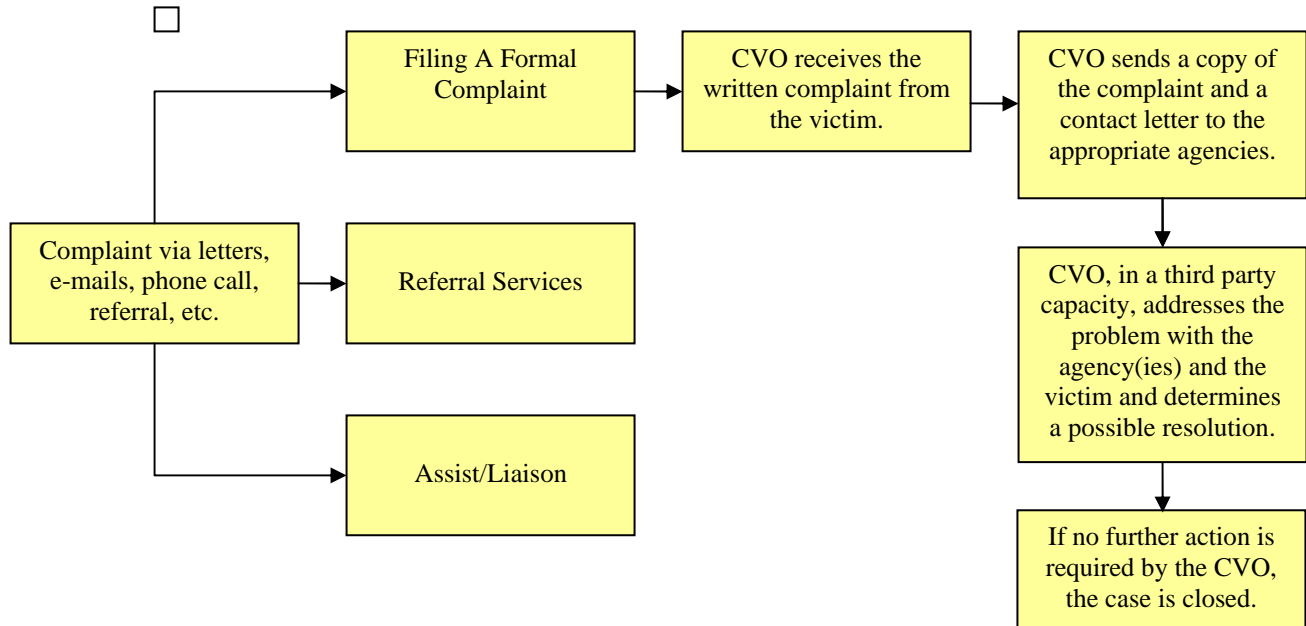 Filing A Formal
Complaint
CVO receives the
written complaint from
the victim.
CVO sends a copy of
the complaint and a
contact letter to the
appropriate agencies.
Complaint via letters,
e-mails, phone call,
referral, etc.
Referral Services
CVO, in a third party
capacity, addresses the
problem with the
agency(ies) and the
victim and determines
a possible resolution.
Assist/Liaison
If no further action is
required by the CVO,
the case is closed.